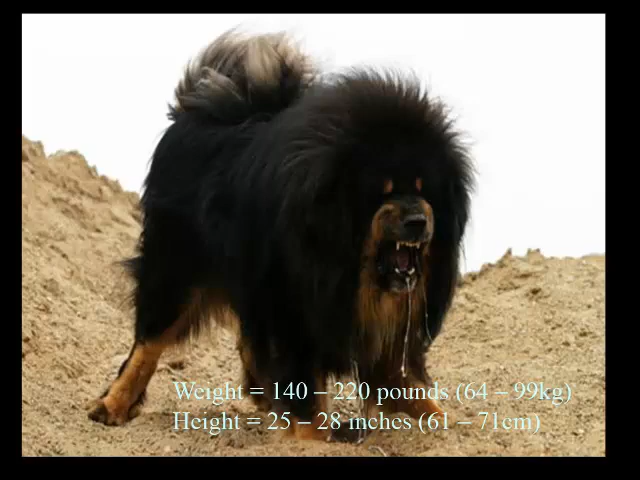 Weight = 140 – 220 pounds (64 – 99kg)
Height = 25 – 28 inches (61 – 71cm)